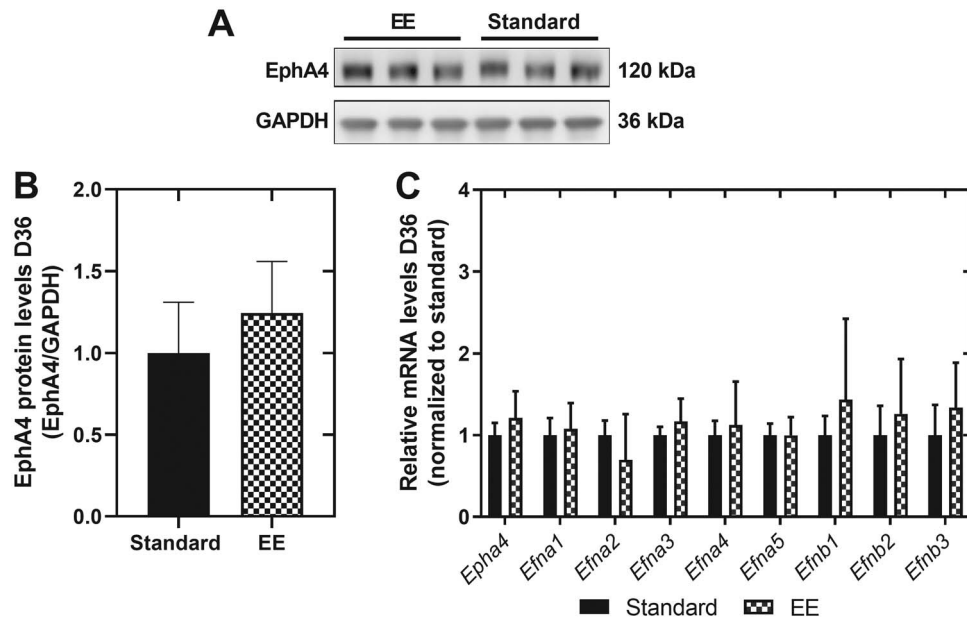 A
EE Standard
EphA4 120 kDa
GAPDH 36 kDa
B
EphA4 protein levels D36
(EphA4/GAPDH)
2.0
1.5
1.0
0.5
0.0
Standard EE
C
Relative mRNA levels D36
(normalized to standard)
4
3
2
1
0
Epha4 Efna1 Efna2 Efna3 Efna4 Efna5 Efnb1 Efnb2 Efnb3
Standard EE